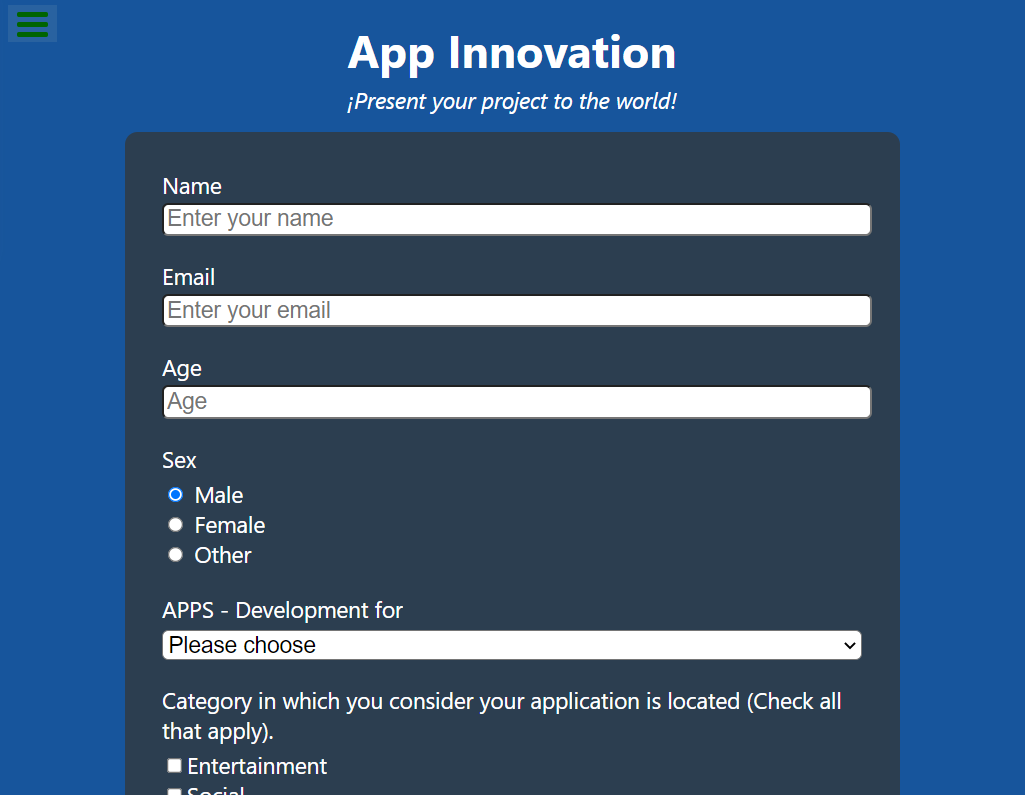 App Innovation
¡Present your project to the world!
Name
Enter your name
Email
Enter your email
Age
Age
Sex
Male
Female
Other
APPS - Development for
Please choose
Category in which you consider your application is located (Check all
that apply).
Entertainment
Social